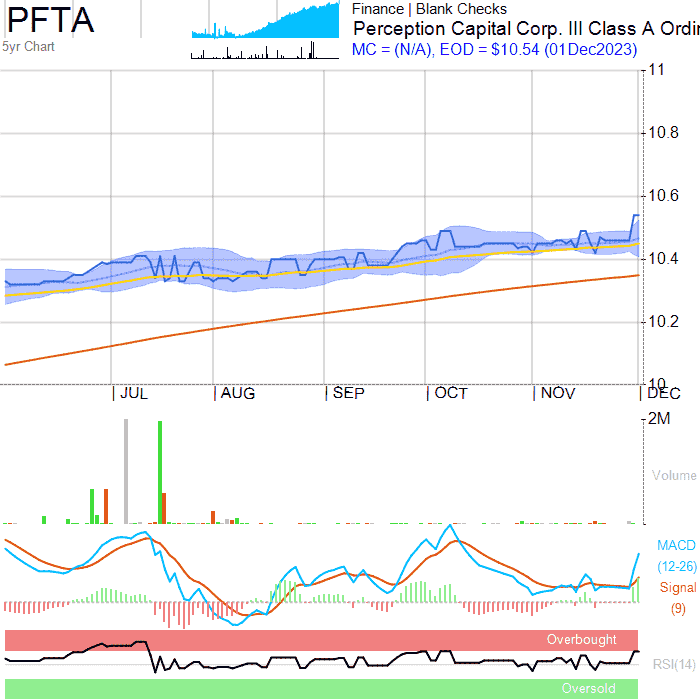 PFTA
5yr Chart
Finance | Blank Checks
Perception Capital Corp. III Class A Ordir
MC = (N/A), EOD = $10.54 (01Dec2023)
11
10.8
10.6
10.4
10.2
10
JUL AUG SEP OCT NOV DEC
2M
Volume
MACD
(12-26)
Signal
(9)
Overbought
RSI(14)
Oversold